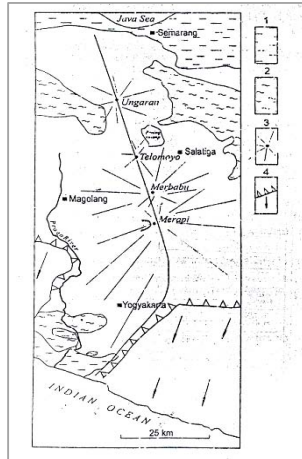 Java Sea
Semarang
1
2
3
4
Ungaran
Salatiga
Telomoyo
Merbabu
Magolang
Merapi
Progo River
Yogyakarta
INDIAN OCEAN
25 km